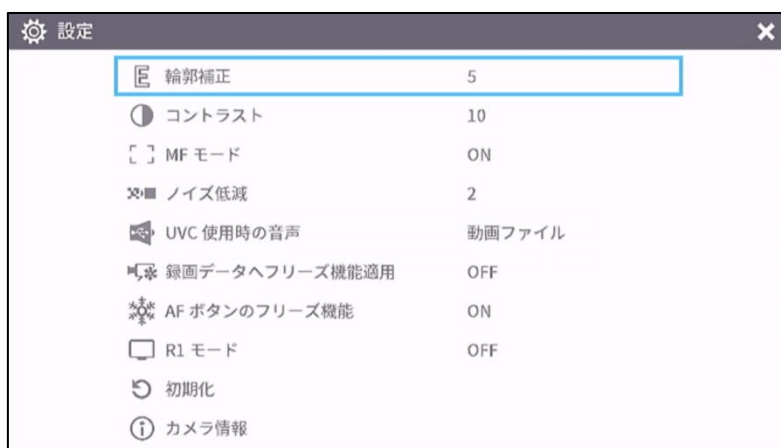 設定
輪郭補正 5
コントラスト 10
MF モード ON
ノイズ低減 2
UVC 使用時の音声 動画ファイル
録画データへフリーズ機能適用 OFF
AF ボタンのフリーズ機能 ON
R1 モード OFF
初期化
カメラ情報